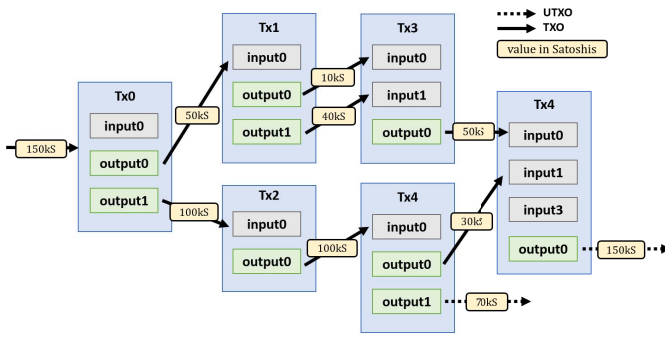 UTXO
TXO
value in Satoshis
Tx0
input0
output0
output1
150kS
50kS
100kS
Tx1
input0
output0
output1
10kS
40kS
Tx3
input0
input1
output0
50kS
Tx2
input0
output0
100kS
Tx4
input0
output0
output1
30kS
70kS
Tx4
input0
input1
input3
output0
150kS